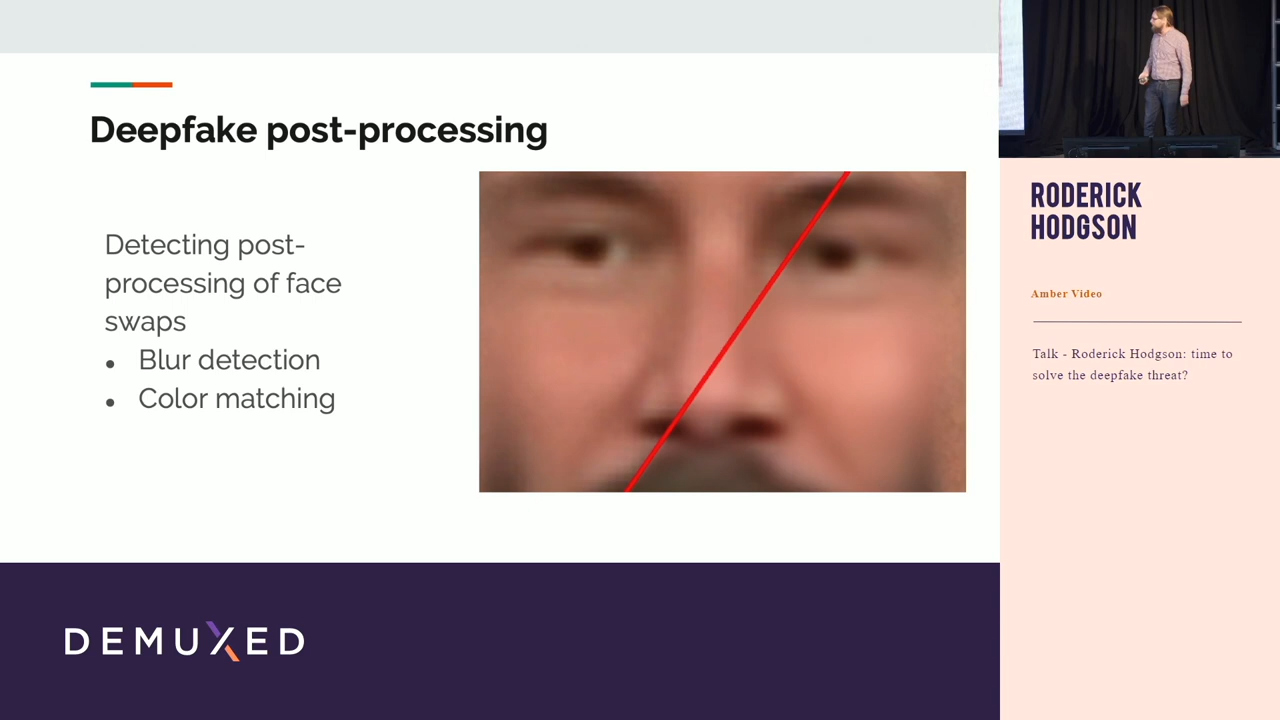 Deepfake post-processing
Detecting post-
processing of face
swaps
● Blur detection
● Color matching
DEMUXED
RODERICK
HODGSON
Amber Video
Talk - Roderick Hodgson: time to
solve the deepfake threat?